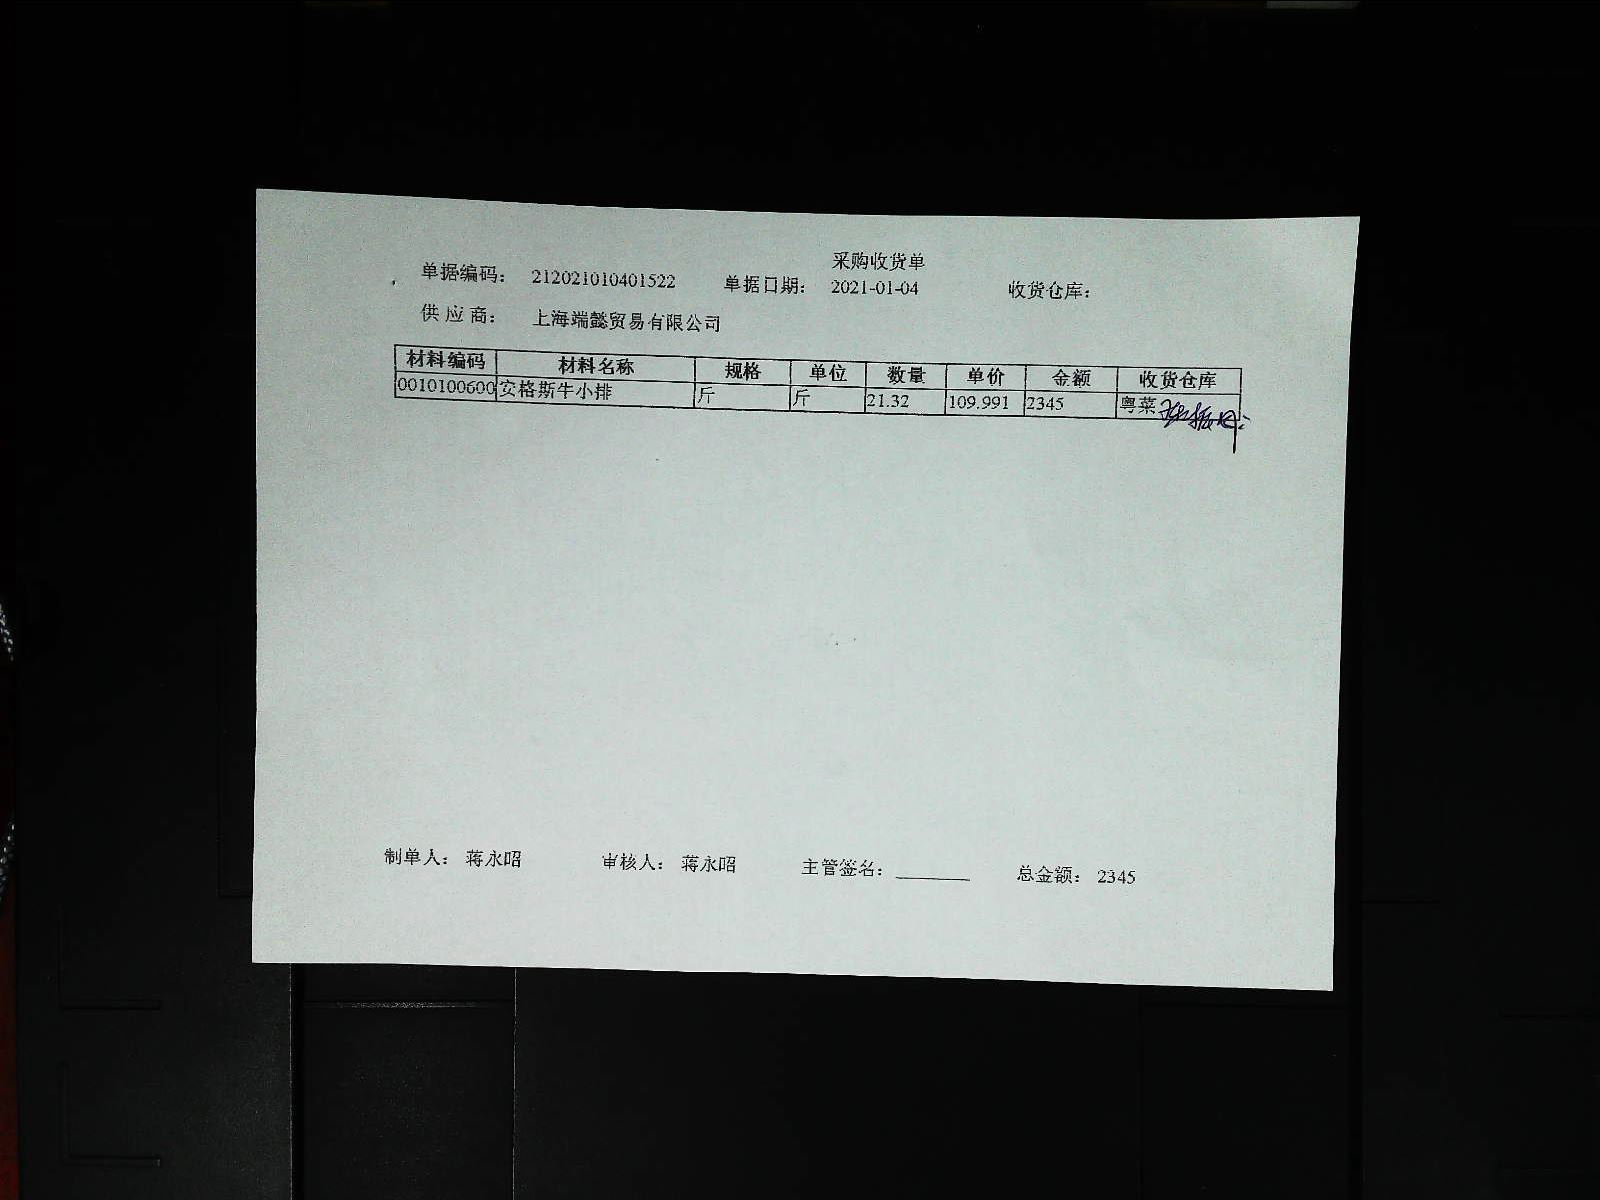 采购收货单
单据编码: 212021010401522 单据日期: 2021-01-04 收货仓库:
供应商: 上海端懿贸易有限公司
材料编码 材料名称 规格 单位 数量 单价 金额 收货仓库
0010100600 安格斯牛小排 斤 斤 21.32 109.991 2345 粤菜
制单人: 蒋永昭 审核人: 蒋永昭 主管签名: 总金额: 2345